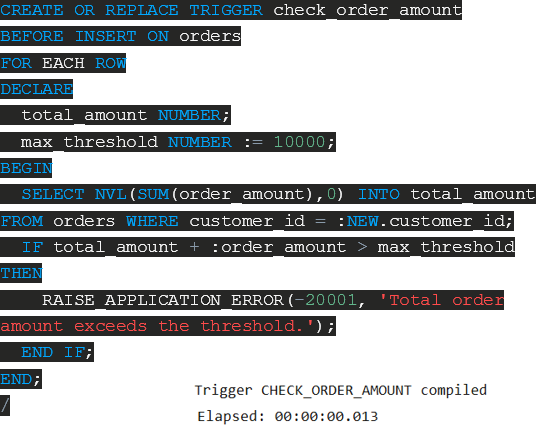 CREATE OR REPLACE TRIGGER check_order_amount
BEFORE INSERT ON orders
FOR EACH ROW
DECLARE
  total_amount NUMBER;
  max_threshold NUMBER := 10000;
BEGIN
  SELECT NVL(SUM(order_amount),0) INTO total_amount
FROM orders WHERE customer_id = :NEW.customer_id;
  IF total_amount + :order_amount > max_threshold
THEN
    RAISE_APPLICATION_ERROR(-20001, 'Total order
amount exceeds the threshold.');
  END IF;
END;
/
Trigger CHECK_ORDER_AMOUNT compiled
Elapsed: 00:00:00.013